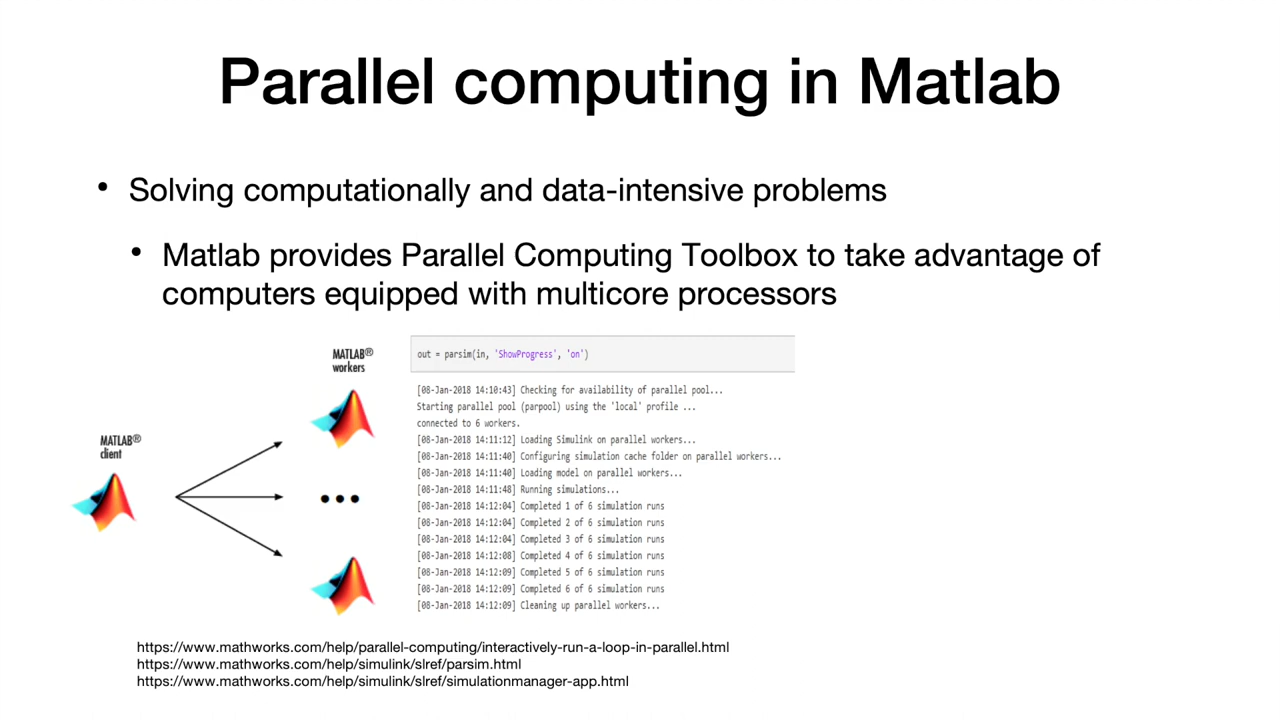 Parallel computing in Matlab
• Solving computationally and data-intensive problems
• Matlab provides Parallel Computing Toolbox to take advantage of
computers equipped with multicore processors
MATLAB®
client
MATLAB®
workers
•••
out = parsim(in, 'ShowProgress', 'on')
[08-Jan-2018 14:10:43] Checking for availability of parallel pool...
Starting parallel pool (parpool) using the 'local' profile ...
connected to 6 workers.
[08-Jan-2018 14:11:12] Loading Simulink on parallel workers...
[08-Jan-2018 14:11:40] Configuring simulation cache folder on parallel workers...
[08-Jan-2018 14:11:40] Loading model on parallel workers...
[08-Jan-2018 14:11:48] Running simulations...
[08-Jan-2018 14:12:04] Completed 1 of 6 simulation runs
[08-Jan-2018 14:12:04] Completed 2 of 6 simulation runs
[08-Jan-2018 14:12:04] Completed 3 of 6 simulation runs
[08-Jan-2018 14:12:08] Completed 4 of 6 simulation runs
[08-Jan-2018 14:12:09] Completed 5 of 6 simulation runs
[08-Jan-2018 14:12:09] Completed 6 of 6 simulation runs
[08-Jan-2018 14:12:09] Cleaning up parallel workers...
https://www.mathworks.com/help/parallel-computing/interactively-run-a-loop-in-parallel.html
https://www.mathworks.com/help/simulink/slref/parsim.html
https://www.mathworks.com/help/simulink/slref/simulationmanager-app.html